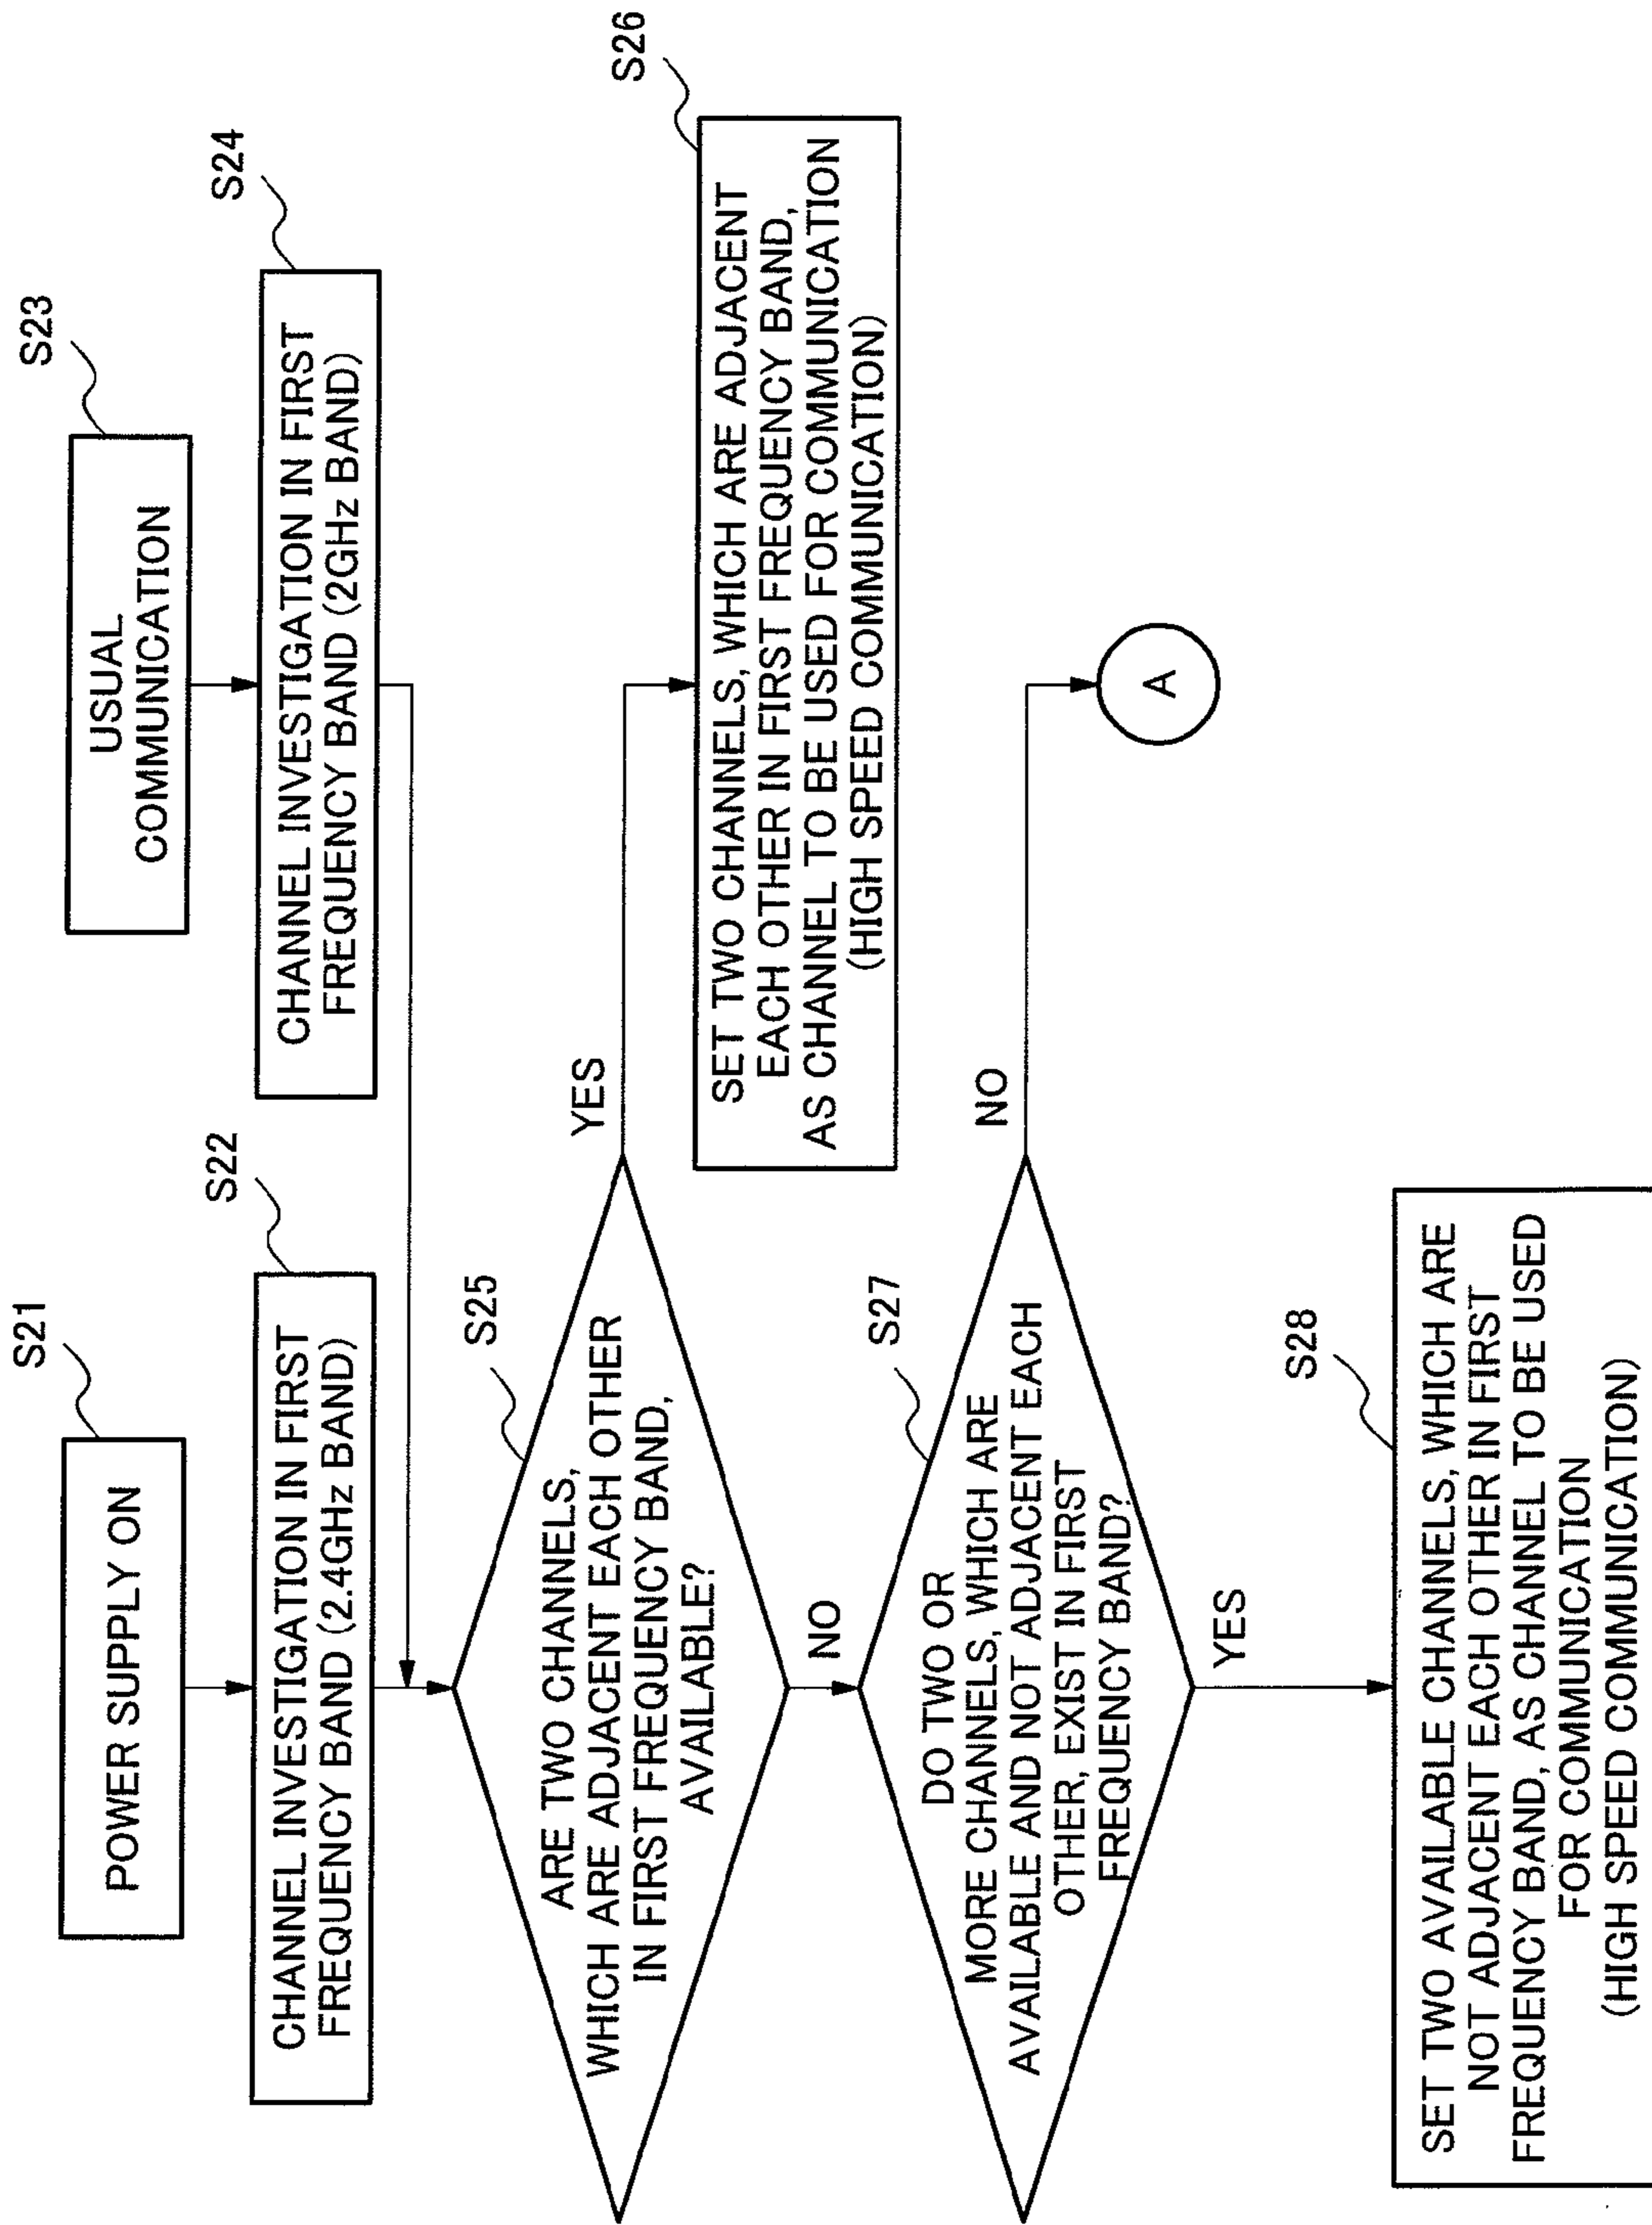 S21
POWER SUPPLY ON
S22
CHANNEL INVESTIGATION IN FIRST
FREQUENCY BAND (2.4GHz BAND)
S23
USUAL
COMMUNICATION
S24
CHANNEL INVESTIGATION IN FIRST
FREQUENCY BAND (2GHz BAND)
S25
ARE TWO CHANNELS,
WHICH ARE ADJACENT EACH OTHER
IN FIRST FREQUENCY BAND,
AVAILABLE?
YES
S26
SET TWO CHANNELS, WHICH ARE ADJACENT
EACH OTHER IN FIRST FREQUENCY BAND,
AS CHANNEL TO BE USED FOR COMMUNICATION
(HIGH SPEED COMMUNICATION)
NO
S27
DO TWO OR
MORE CHANNELS, WHICH ARE
AVAILABLE AND NOT ADJACENT EACH
OTHER, EXIST IN FIRST
FREQUENCY BAND?
NO
A
YES
S28
SET TWO AVAILABLE CHANNELS, WHICH ARE
NOT ADJACENT EACH OTHER IN FIRST
FREQUENCY BAND, AS CHANNEL TO BE USED
FOR COMMUNICATION
(HIGH SPEED COMMUNICATION)